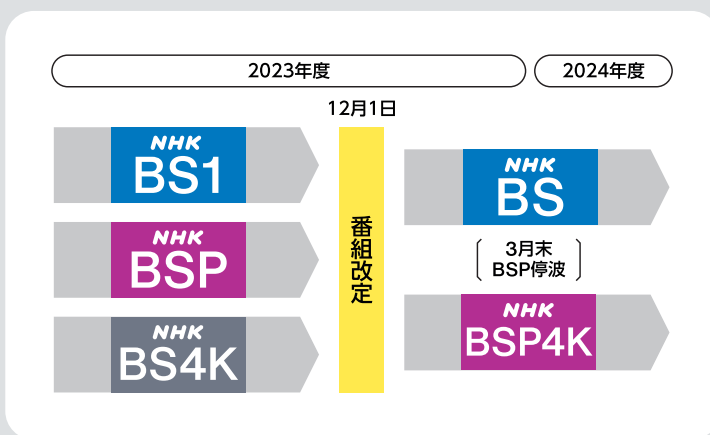 2023年度
2024年度
12月1日
NHK
BS1
NHK
BSP
NHK
BS4K
番組改定
NHK
BS
3月末
BSP停波
NHK
BSP4K